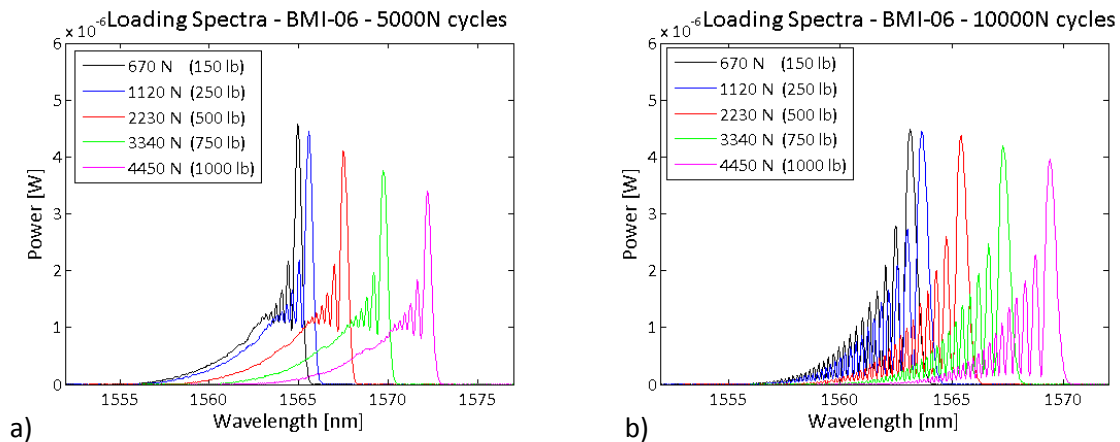 Loading Spectra - BMI-06 - 5000N cycles
× 10-6
6
5
4
3
2
1
0
Power [W]
670 N (150 lb)
1120 N (250 lb)
2230 N (500 lb)
3340 N (750 lb)
4450 N (1000 lb)
1555 1560 1565 1570 1575
Wavelength [nm]
a)
Loading Spectra - BMI-06 - 10000N cycles
× 10-6
6
5
4
3
2
1
0
Power [W]
670 N (150 lb)
1120 N (250 lb)
2230 N (500 lb)
3340 N (750 lb)
4450 N (1000 lb)
1555 1560 1565 1570
Wavelength [nm]
b)